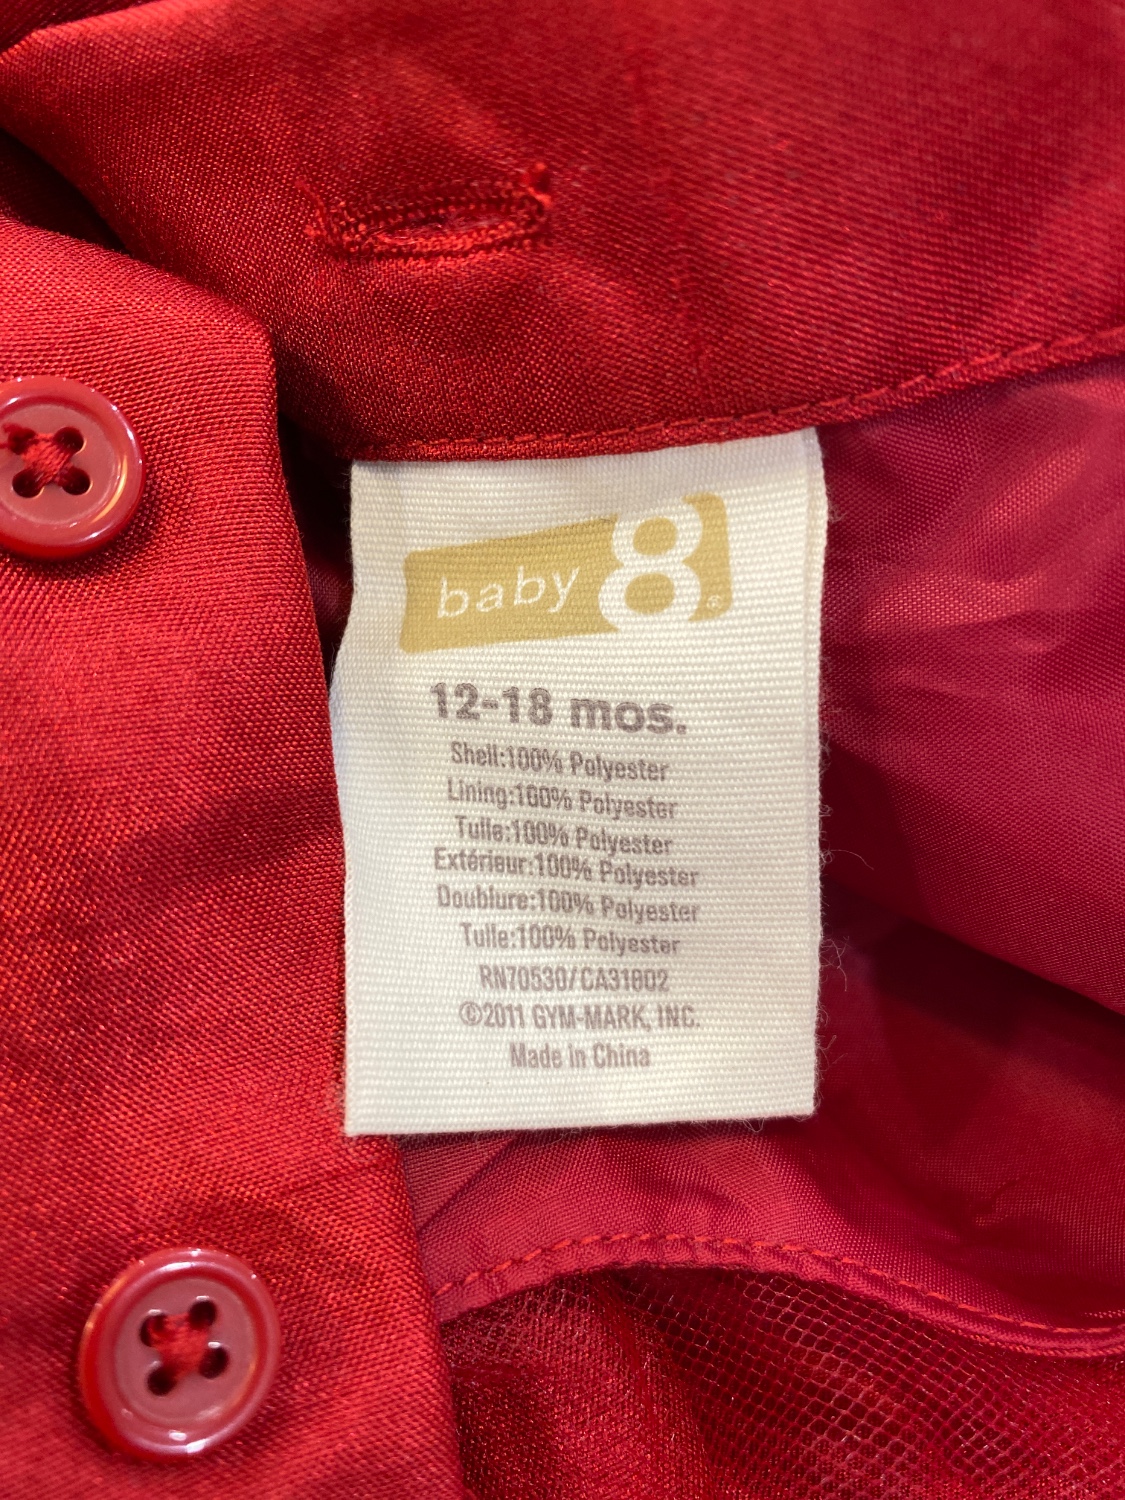 baby 8®
12-18 mos.
Shell:100% Polyester
Lining:100% Polyester
Tulle:100% Polyester
Extérieur:100% Polyester
Doublure:100% Polyester
Tulle:100% Polyester
RN70530/CA31802
©2011 GYM-MARK, INC.
Made in China